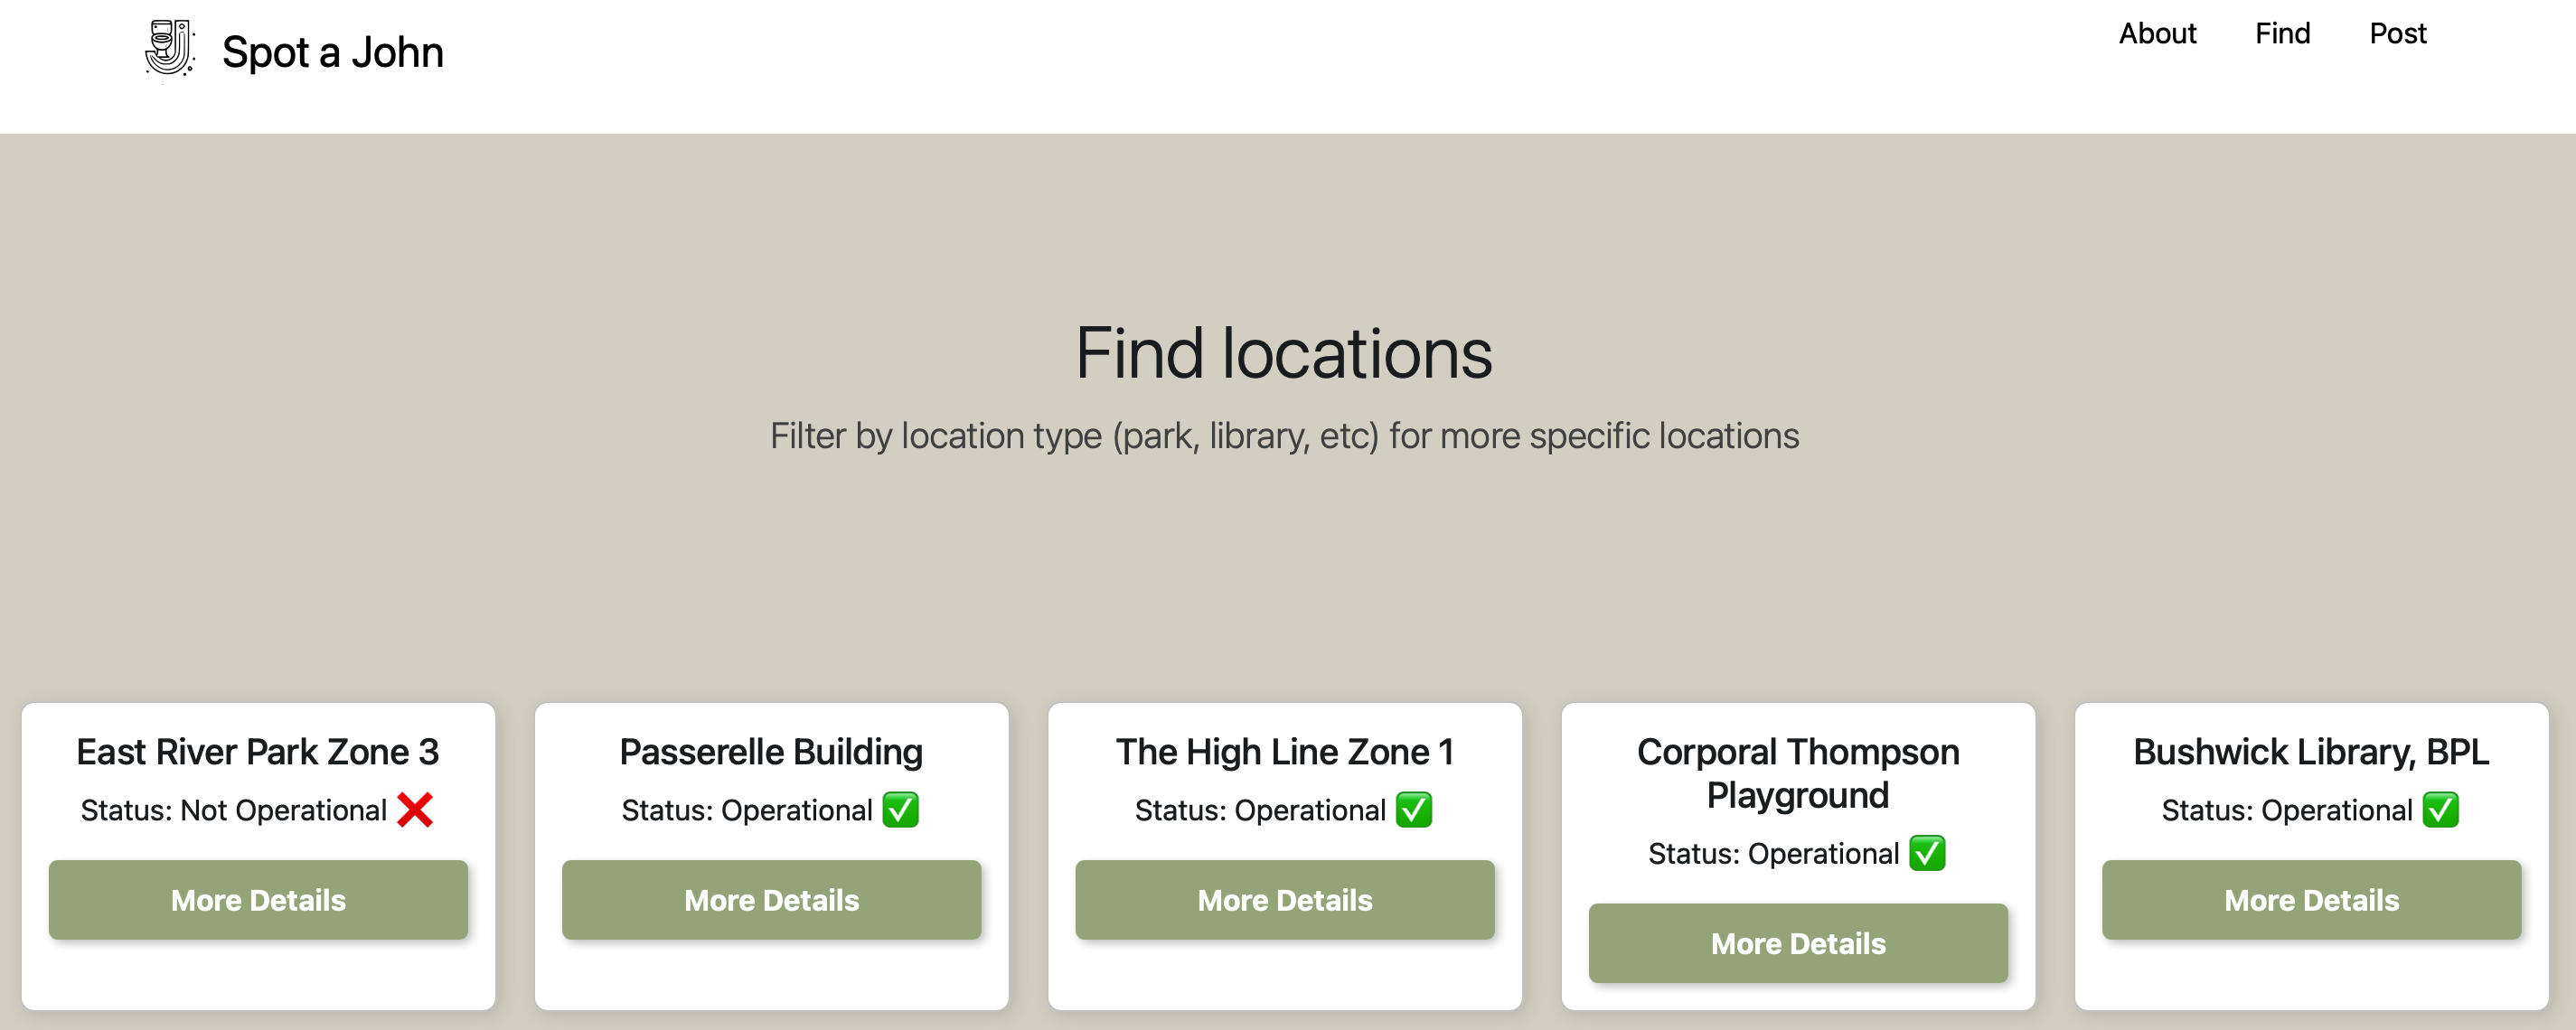 Spot a John
About Find Post
Find locations
Filter by location type (park, library, etc) for more specific locations
East River Park Zone 3
Status: Not Operational ❌
More Details
Passerelle Building
Status: Operational ✅
More Details
The High Line Zone 1
Status: Operational ✅
More Details
Corporal Thompson
Playground
Status: Operational ✅
More Details
Bushwick Library, BPL
Status: Operational ✅
More Details